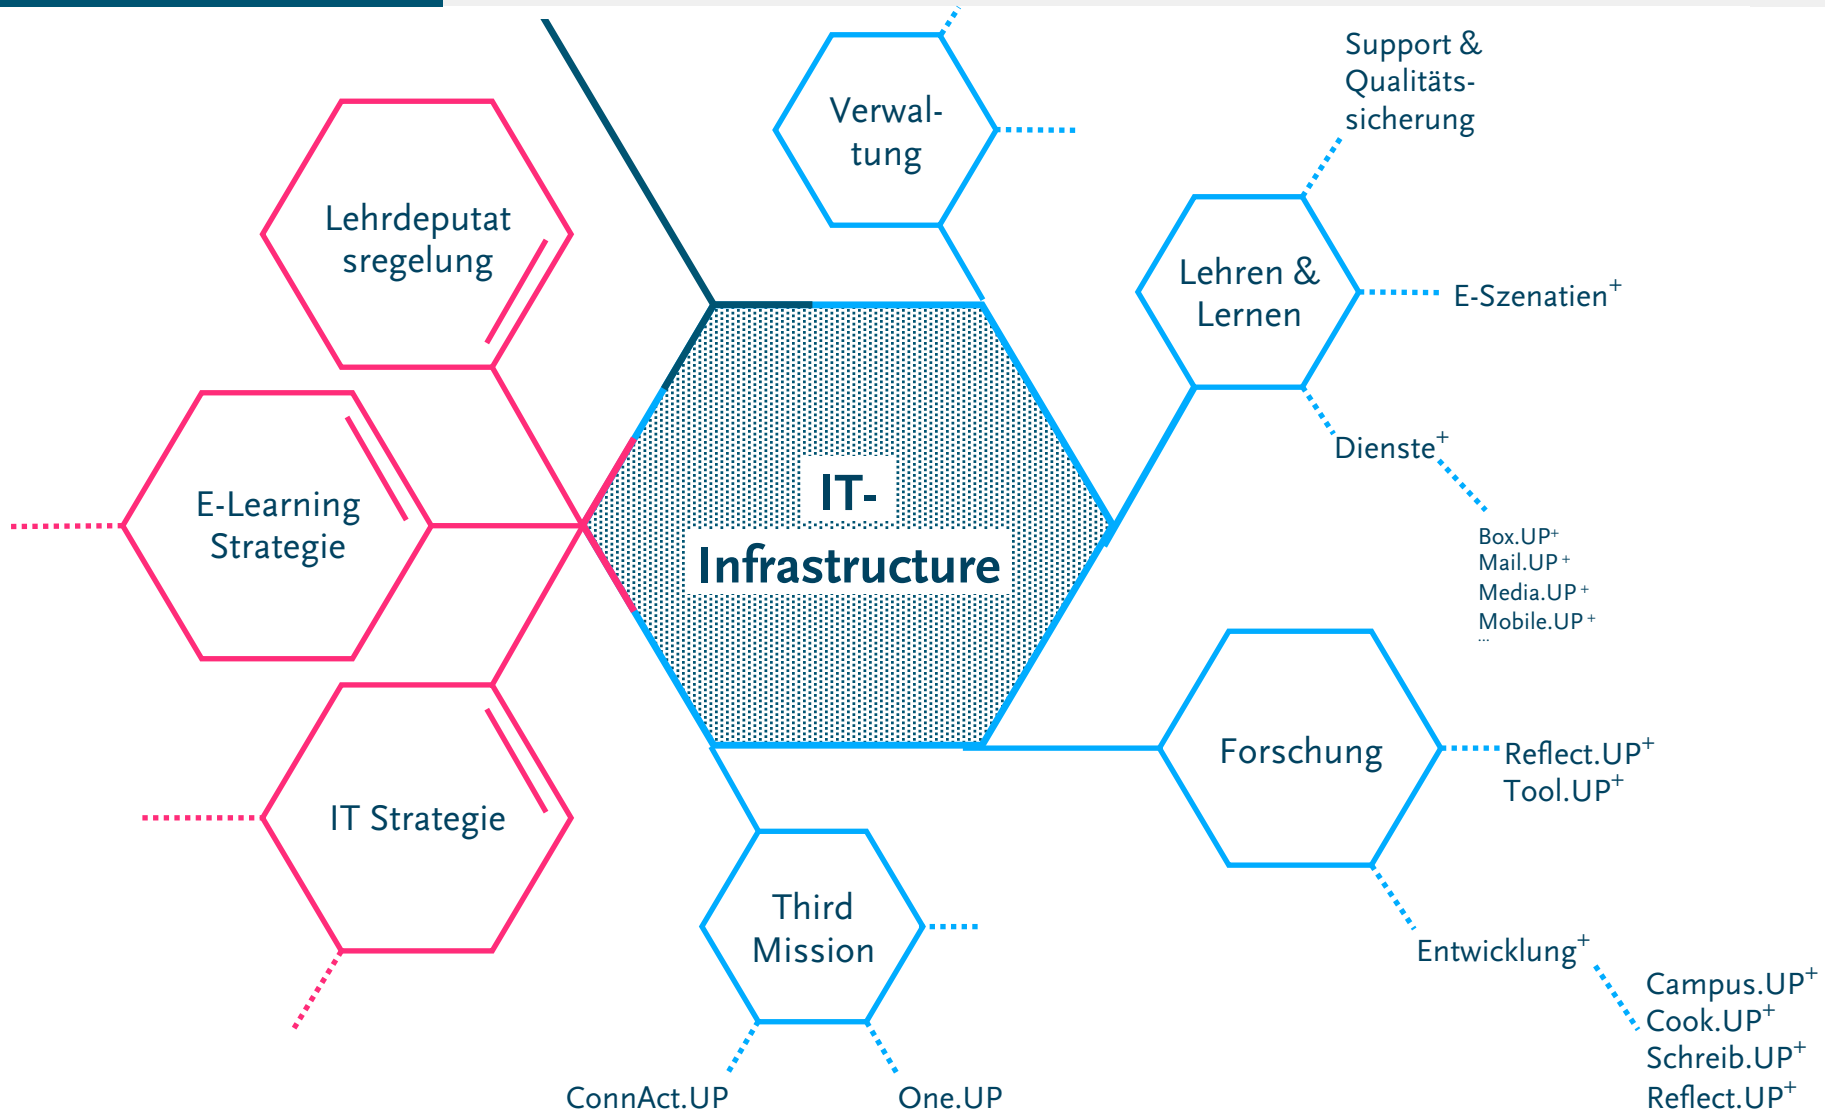 Support &
Qualitäts-
sicherung
Verwal-
tung
Lehrdeputat
sregelung
Lehren &
Lernen
E-Szenatien+
Dienste+
E-Learning
Strategie
IT-
Infrastructure
Box.UP+
Mail.UP+
Media.UP+
Mobile.UP+
...
Forschung
Reflect.UP+
Tool.UP+
IT Strategie
Third
Mission
Entwicklung+
Campus.UP+
Cook.UP+
Schreib.UP+
Reflect.UP+
ConnAct.UP
One.UP